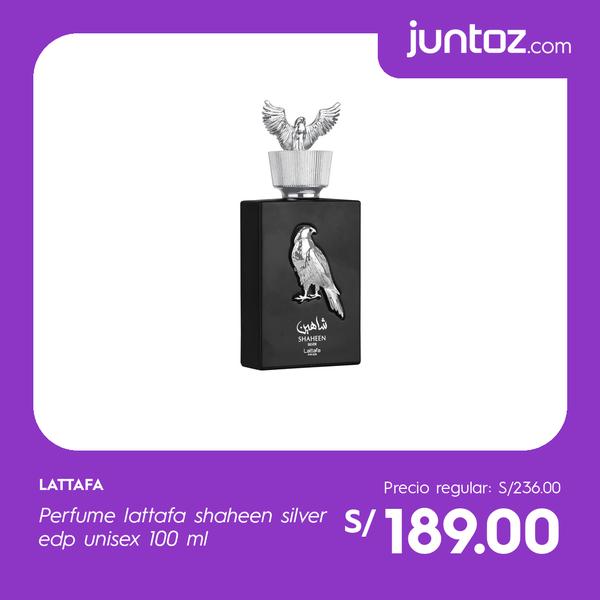 juntoz.com
شاهين
SHAHEEN
SILVER
Lattafa
LATTAFA
Perfume lattafa shaheen silver
edp unisex 100 ml
Precio regular: S/236.00
S/189.00